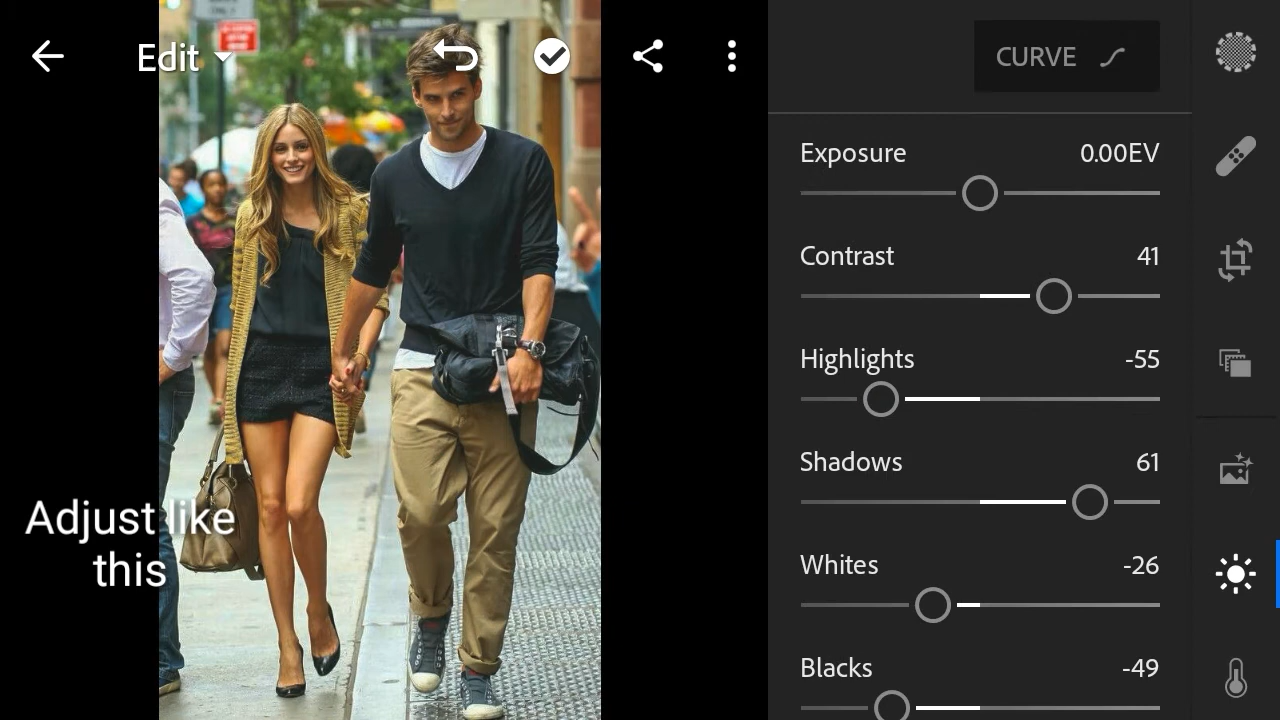 Edit
CURVE
Exposure 0.00EV
Contrast 41
Highlights -55
Shadows 61
Whites -26
Blacks -49
Adjust like
this